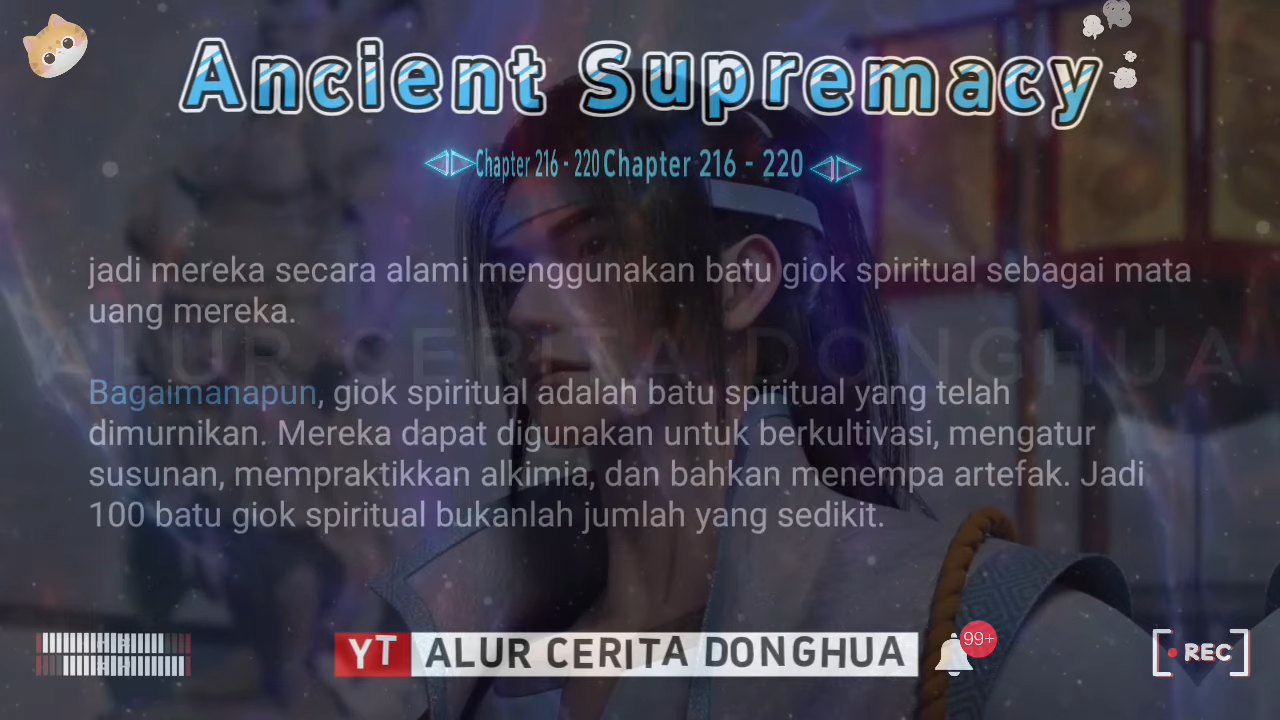 Ancient Supremacy
Chapter 216 - 220 Chapter 216 - 220
jadi mereka secara alami menggunakan batu giok spiritual sebagai mata
uang mereka.
ALUR CERITA DONGHUA
Bagaimanapun, giok spiritual adalah batu spiritual yang telah
dimurnikan. Mereka dapat digunakan untuk berkultivasi, mengatur
susunan, mempraktikkan alkimia, dan bahkan menempa artefak. Jadi
100 batu giok spiritual bukanlah jumlah yang sedikit.
YT ALUR CERITA DONGHUA
99+
REC